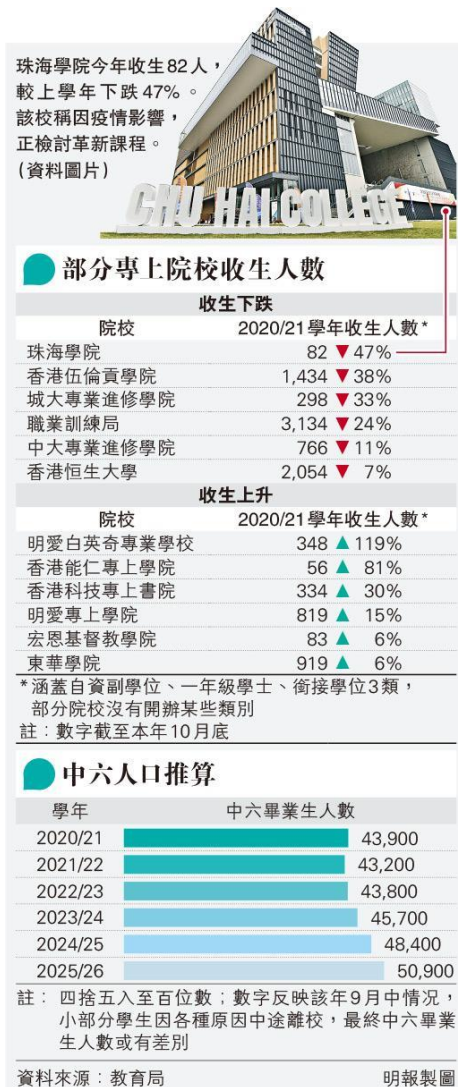 珠海學院今年收生82人，
較上學年下跌47%。
該校稱因疫情影響，
正檢討革新課程。
(資料圖片)
CHU HAI COLLEGE
部分專上院校收生人數
收生下跌
院校 2020/21學年收生人數*
珠海學院 82 ▼ 47%
香港伍倫貢學院 1,434 ▼ 38%
城大專業進修學院 298 ▼ 33%
職業訓練局 3,134 ▼ 24%
中大專業進修學院 766 ▼ 11%
香港恒生大學 2,054 ▼ 7%
收生上升
院校 2020/21學年收生人數*
明愛白英奇專業學校 348 ▲ 119%
香港能仁專上學院 56 ▲ 81%
香港科技專上書院 334 ▲ 30%
明愛專上學院 819 ▲ 15%
宏恩基督教學院 83 ▲ 6%
東華學院 919 ▲ 6%
*涵蓋自資副學位、一年級學士、銜接學位3類，
部分院校沒有開辦某些類別
註：數字截至本年10月底
中六人口推算
學年 中六畢業生人數
2020/21 43,900
2021/22 43,200
2022/23 43,800
2023/24 45,700
2024/25 48,400
2025/26 50,900
註： 四捨五入至百位數；數字反映該年9月中情況，
小部分學生因各種原因中途離校，最終中六畢業
生人數或有差別
資料來源：教育局 明報製圖